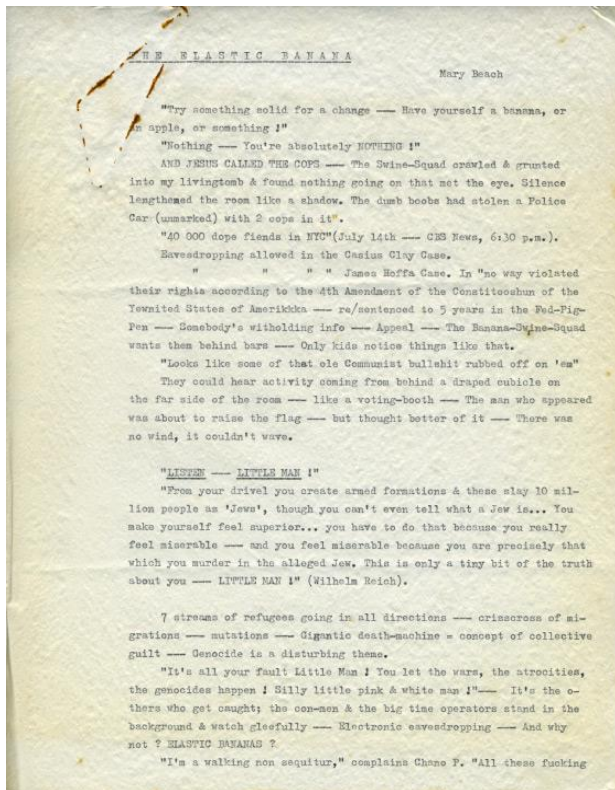 THE ELASTIC BANANA
Mary Beach
"Try something solid for a change — Have yourself a banana, or
an apple, or something !"
"Nothing — You're absolutely NOTHING !"
AND JESUS CALLED THE COPS — The Swine-Squad crawled & grunted
into my livingtomb & found nothing going on that met the eye. Silence
lengthened the room like a shadow. The dumb boobs had stolen a Police
Car (unmarked) with 2 cops in it".
"40 000 dope fiends in NYC"(July 14th — CBS News, 6:30 p.m.).
Eavesdropping allowed in the Casius Clay Case.
" " " " James Hoffa Case. In "no way violated
their rights according to the 4th Amendment of the Constitooshun of the
Yewnited States of Amerikkka — re/sentenced to 5 years in the Fed-Pig-
Pen — Somebody's witholding info — Appeal — The Banana-Swine-Squad
wants them behind bars — Only kids notice things like that.
"Looks like some of that ole Communist bullshit rubbed off on 'em"
They could hear activity coming from behind a draped cubicle on
the far side of the room — like a voting-booth — The man who appeared
was about to raise the flag — but thought better of it — There was
no wind, it couldn't wave.
"LISTEN — LITTLE MAN !"
"From your drivel you create armed formations & these slay 10 mil-
lion people as 'Jews', though you can't even tell what a Jew is... You
make yourself feel superior... you have to do that because you really
feel miserable — and you feel miserable because you are precisely that
which you murder in the alleged Jew. This is only a tiny bit of the truth
about you — LITTLE MAN !" (Wilhelm Reich).
7 streams of refugees going in all directions — crisscross of mi-
grations — mutations — Gigantic death-machine = concept of collective
guilt — Genocide is a disturbing theme.
"It's all your fault Little Man ! You let the wars, the atrocities,
the genocides happen ! Silly little pink & white man !"— It's the o-
thers who get caught; the con-men & the big time operators stand in the
background & watch gleefully — Electronic eavesdropping — And why
not ? ELASTIC BANANAS ?
"I'm a walking non sequitur," complains Chano P. "All these fucking